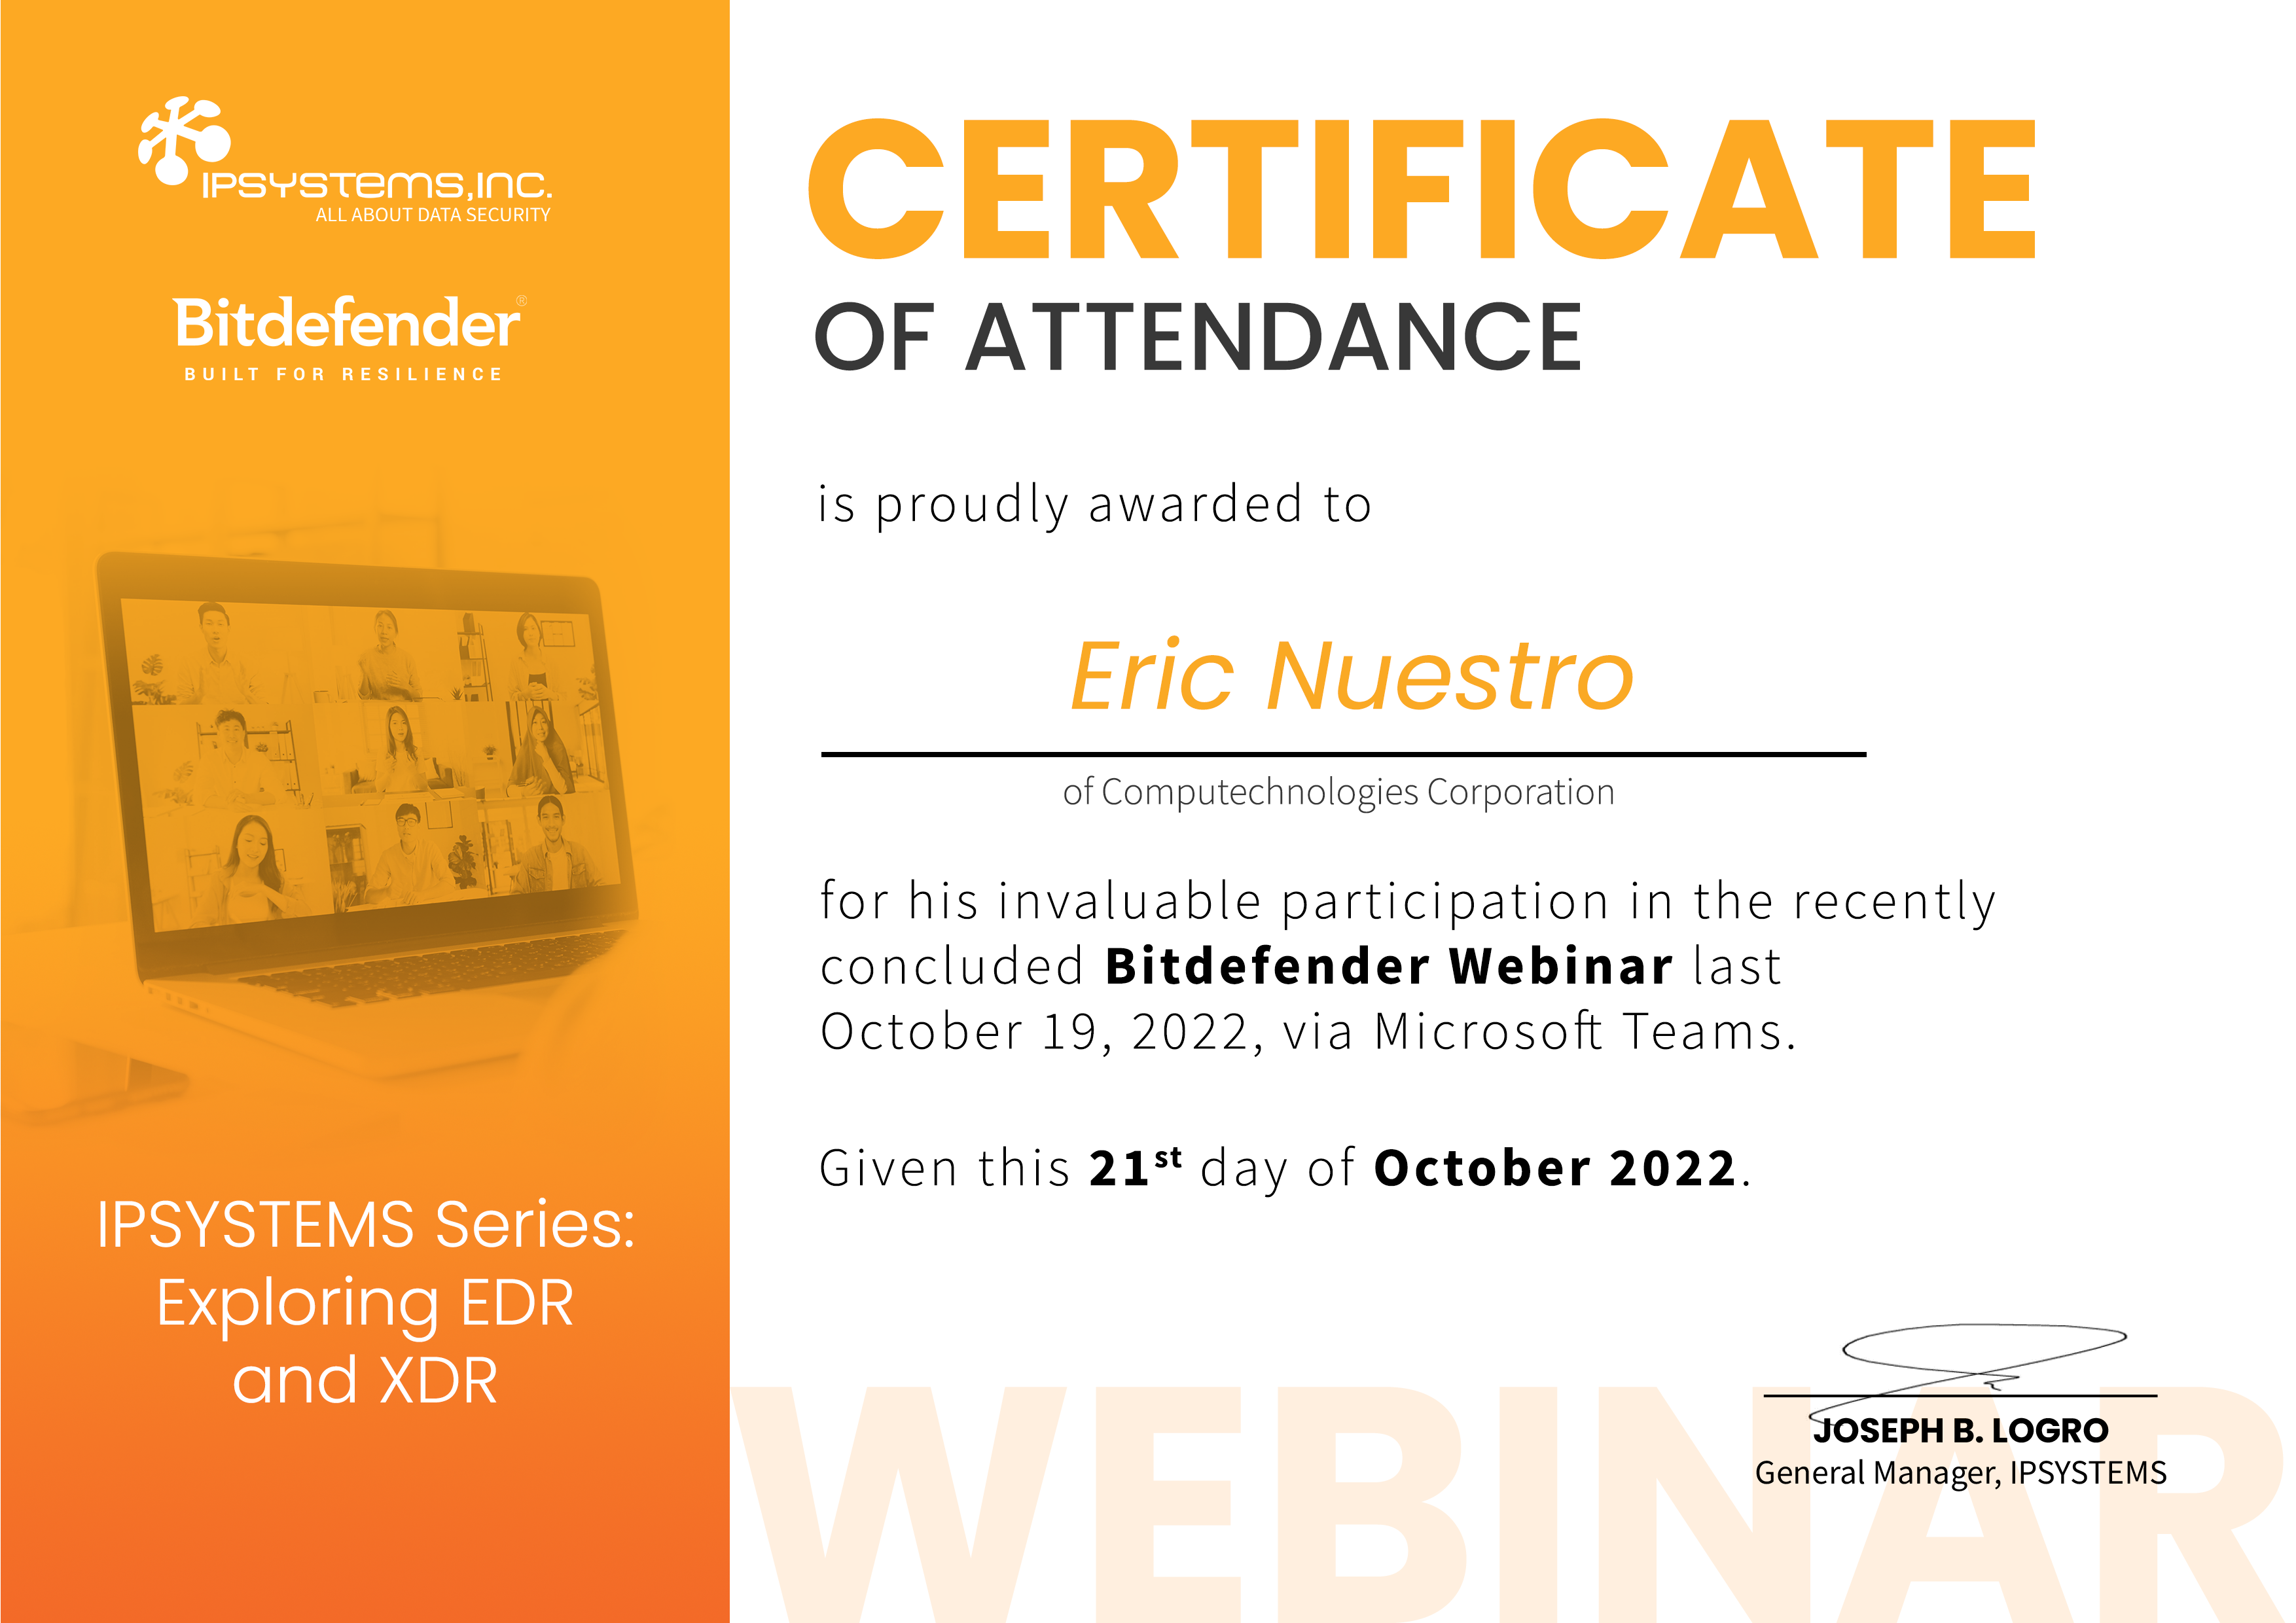 IPSYSTEMS,INC.
ALL ABOUT DATA SECURITY
Bitdefender®
BUILT FOR RESILIENCE
IPSYSTEMS Series:
Exploring EDR
and XDR
CERTIFICATE
OF ATTENDANCE
is proudly awarded to
Eric Nuestro
of Computechnologies Corporation
for his invaluable participation in the recently
concluded Bitdefender Webinar last
October 19, 2022, via Microsoft Teams.
Given this 21st day of October 2022.
JOSEPH B. LOGRO
General Manager, IPSYSTEMS
WEBINAR